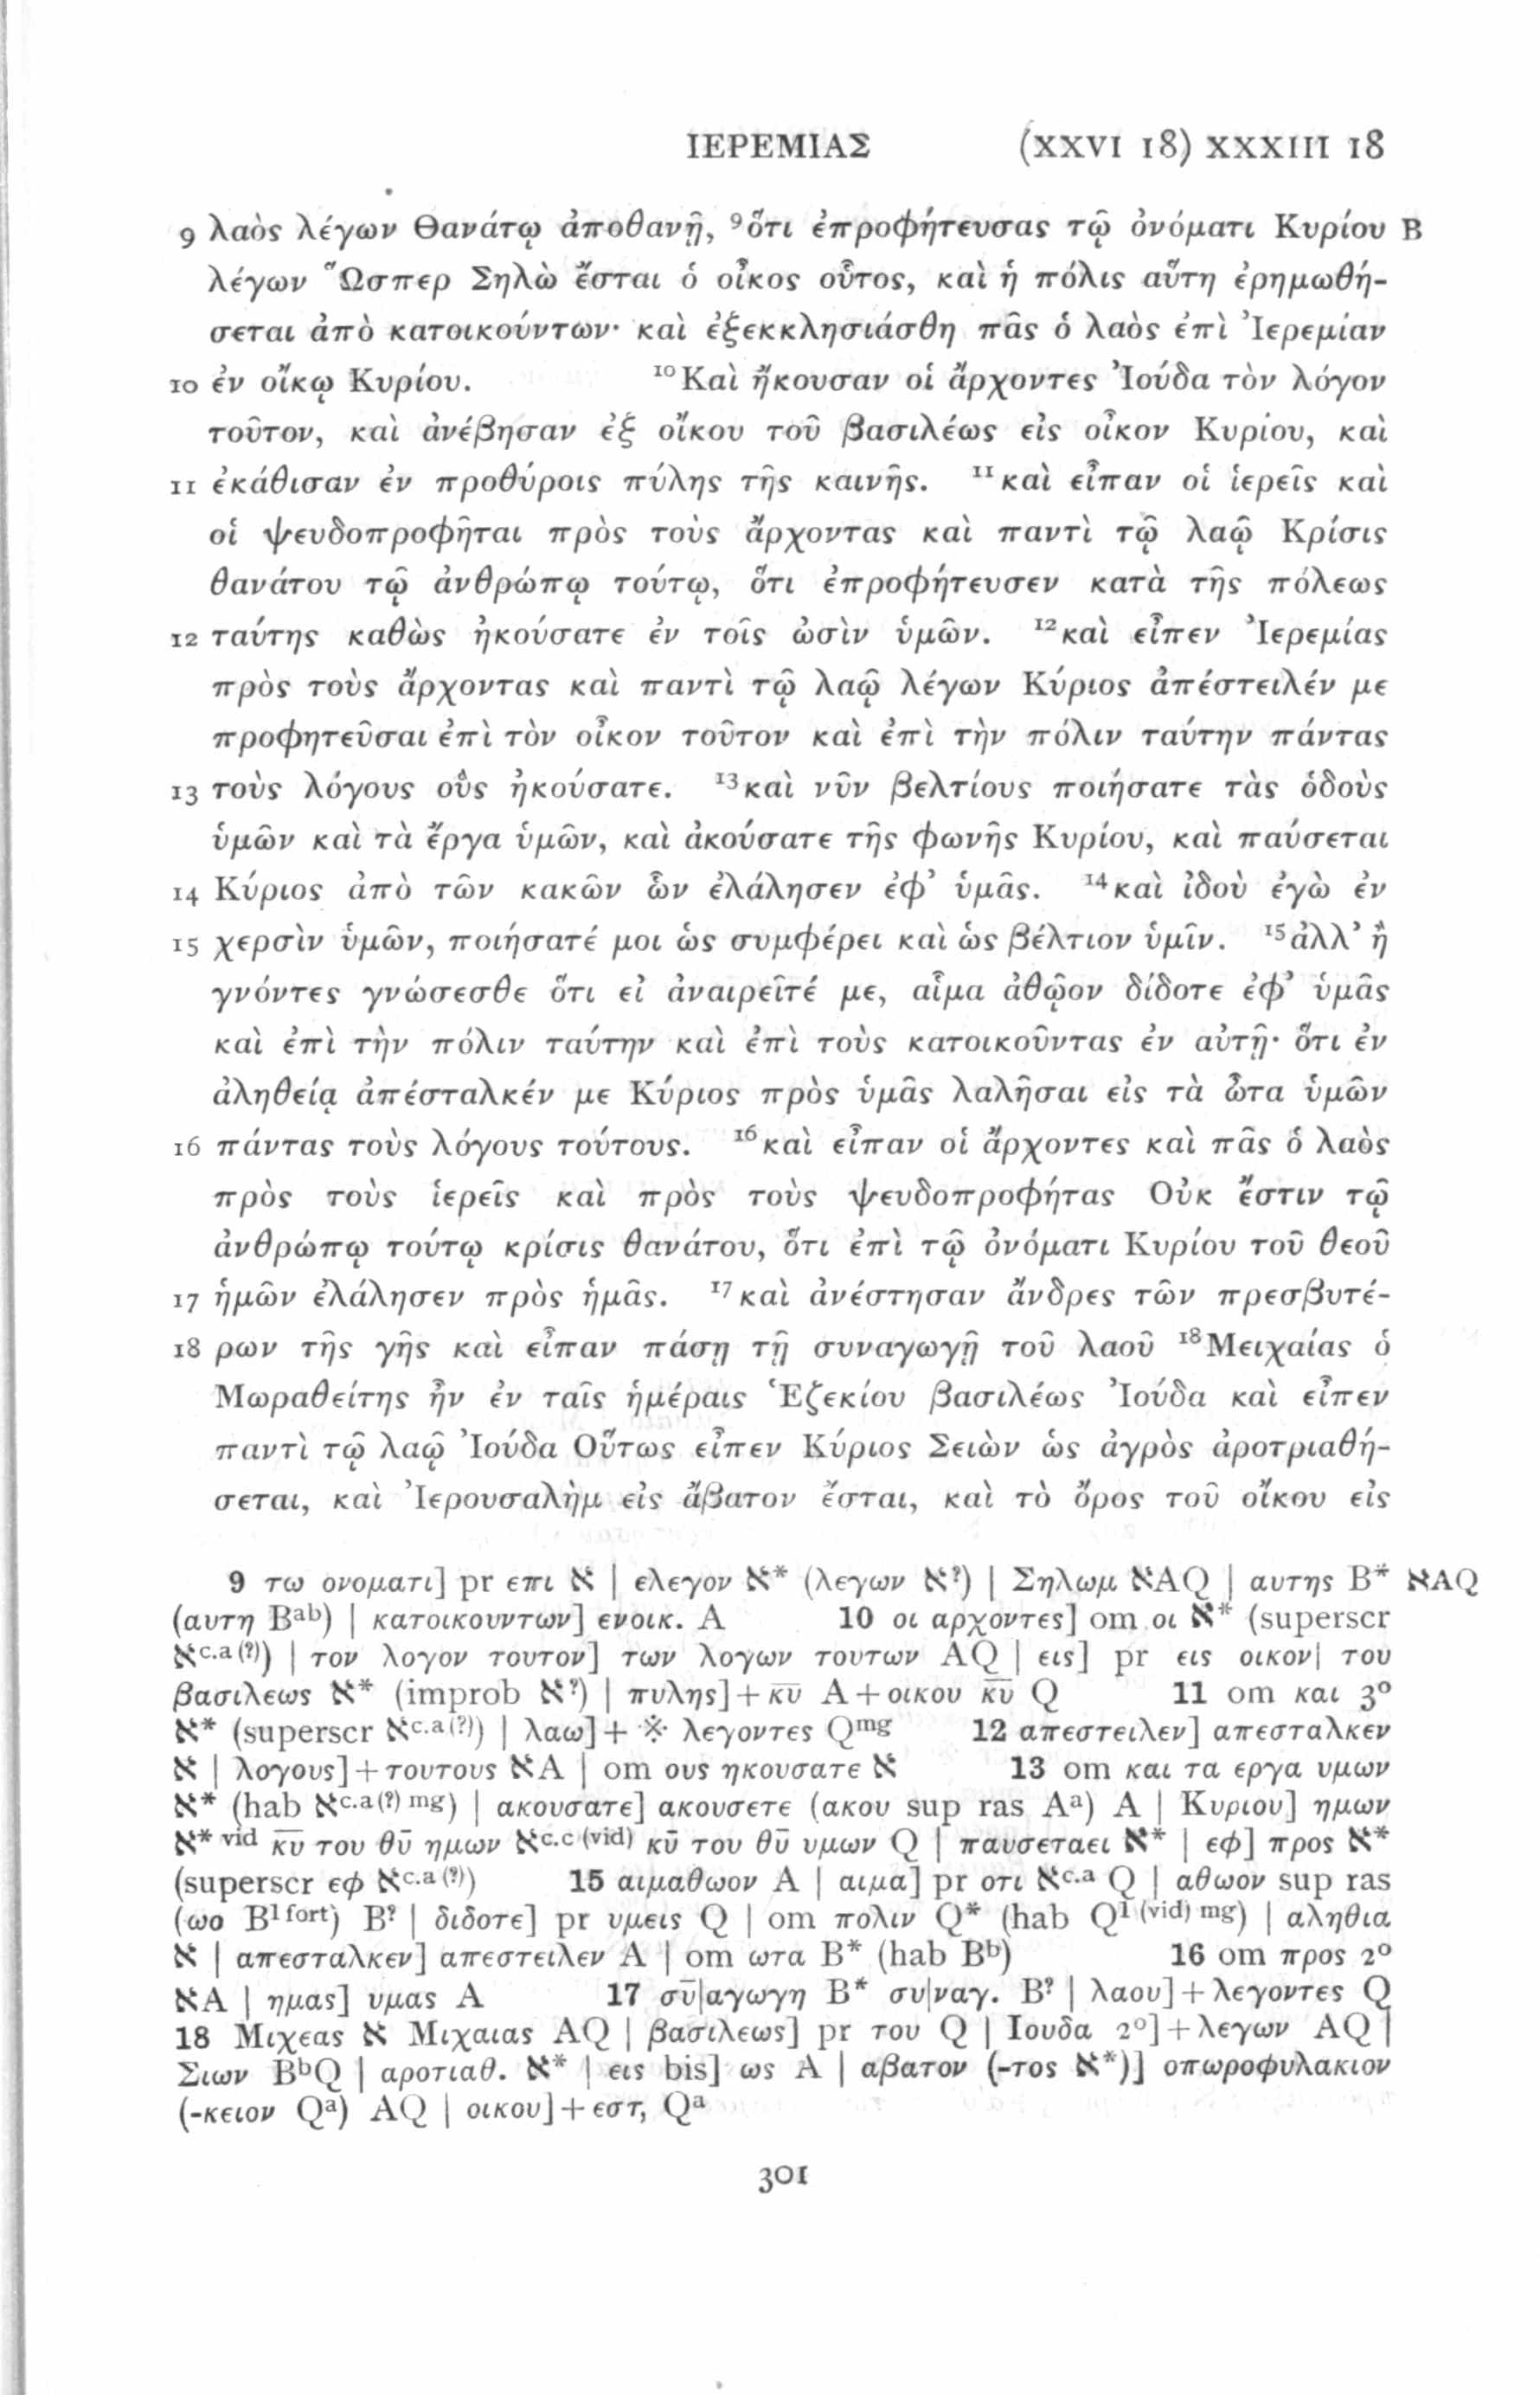 ΙΕΡΕΜΙΑΣ (XXVI 18) XXXIII 18
9 λαὸς λέγων Θανάτῳ ἀποθανῇ, ⁹ὅτι ἐπροφήτευσας τῷ ὀνόματι Κυρίου B
λέγων Ὥσπερ Σηλὼ ἔσται ὁ οἶκος οὗτος, καὶ ἡ πόλις αὕτη ἐρημωθή-
σεται ἀπὸ κατοικούντων· καὶ ἐξεκκλησιάσθη πᾶς ὁ λαὸς ἐπὶ Ἰερεμίαν
10 ἐν οἴκῳ Κυρίου. ¹⁰Καὶ ἤκουσαν οἱ ἄρχοντες Ἰούδα τὸν λόγον
τοῦτον, καὶ ἀνέβησαν ἐξ οἴκου τοῦ βασιλέως εἰς οἶκον Κυρίου, καὶ
11 ἐκάθισαν ἐν προθύροις πύλης τῆς καινῆς. ¹¹καὶ εἶπαν οἱ ἱερεῖς καὶ
οἱ ψευδοπροφῆται πρὸς τοὺς ἄρχοντας καὶ παντὶ τῷ λαῷ Κρίσις
θανάτου τῷ ἀνθρώπῳ τούτῳ, ὅτι ἐπροφήτευσεν κατὰ τῆς πόλεως
12 ταύτης καθὼς ἠκούσατε ἐν τοῖς ὠσὶν ὑμῶν. ¹²καὶ εἶπεν Ἰερεμίας
πρὸς τοὺς ἄρχοντας καὶ παντὶ τῷ λαῷ λέγων Κύριος ἀπέστειλέν με
προφητεῦσαι ἐπὶ τὸν οἶκον τοῦτον καὶ ἐπὶ τὴν πόλιν ταύτην πάντας
13 τοὺς λόγους οὓς ἠκούσατε. ¹³καὶ νῦν βελτίους ποιήσατε τὰς ὁδοὺς
ὑμῶν καὶ τὰ ἔργα ὑμῶν, καὶ ἀκούσατε τῆς φωνῆς Κυρίου, καὶ παύσεται
14 Κύριος ἀπὸ τῶν κακῶν ὧν ἐλάλησεν ἐφ’ ὑμᾶς. ¹⁴καὶ ἰδοὺ ἐγὼ ἐν
15 χερσὶν ὑμῶν, ποιήσατέ μοι ὡς συμφέρει καὶ ὡς βέλτιον ὑμῖν. ¹⁵ἀλλ’ ἢ
γνόντες γνώσεσθε ὅτι εἰ ἀναιρεῖτέ με, αἷμα ἀθῷον δίδοτε ἐφ’ ὑμᾶς
καὶ ἐπὶ τὴν πόλιν ταύτην καὶ ἐπὶ τοὺς κατοικοῦντας ἐν αὐτῇ· ὅτι ἐν
ἀληθείᾳ ἀπέσταλκέν με Κύριος πρὸς ὑμᾶς λαλῆσαι εἰς τὰ ὦτα ὑμῶν
16 πάντας τοὺς λόγους τούτους. ¹⁶καὶ εἶπαν οἱ ἄρχοντες καὶ πᾶς ὁ λαὸς
πρὸς τοὺς ἱερεῖς καὶ πρὸς τοὺς ψευδοπροφήτας Οὐκ ἔστιν τῷ
ἀνθρώπῳ τούτῳ κρίσις θανάτου, ὅτι ἐπὶ τῷ ὀνόματι Κυρίου τοῦ θεοῦ
17 ἡμῶν ἐλάλησεν πρὸς ἡμᾶς. ¹⁷καὶ ἀνέστησαν ἄνδρες τῶν πρεσβυτέ-
18 ρων τῆς γῆς καὶ εἶπαν πάσῃ τῇ συναγωγῇ τοῦ λαοῦ ¹⁸Μειχαίας ὁ
Μωραθείτης ἦν ἐν ταῖς ἡμέραις Ἑζεκίου βασιλέως Ἰούδα καὶ εἶπεν
παντὶ τῷ λαῷ Ἰούδα Οὕτως εἶπεν Κύριος Σειὼν ὡς ἀγρὸς ἀροτριαθή-
σεται, καὶ Ἰερουσαλὴμ εἰς ἄβατον ἔσται, καὶ τὸ ὄρος τοῦ οἴκου εἰς
9 τω ονοματι] pr επι א | ελεγον א* (λεγων א?) | Σηλωμ אAQ | αυτης B* אAQ
(αυτη Bᵃᵇ) | κατοικουντων] ενοικ. A 10 οι αρχοντες] om οι א* (superscr
אᶜ·ᵃ⁽?⁾) | τον λογον τουτον] των λογων τουτων AQ | εις] pr εις οικον| του
βασιλεως א* (improb א?) | πυλης]+κ̅υ̅ A+οικου κ̅υ̅ Q 11 om και 3°
א* (superscr אᶜ·ᵃ⁽?⁾) | λαω]+ ※ λεγοντες Qᵐᵍ 12 απεστειλεν] απεσταλκεν
א | λογους]+τουτους אA | om ους ηκουσατε א 13 om και τα εργα υμων
א* (hab אᶜ·ᵃ⁽?⁾ ᵐᵍ) | ακουσατε] ακουσετε (ακου sup ras Aᵃ) A | Κυριου] ημων
א* ᵛⁱᵈ κ̅υ̅ του θ̅υ̅ ημων אᶜ·ᶜ ⁽ᵛⁱᵈ⁾ κ̅υ̅ του θ̅υ̅ υμων Q | παυσεταει א* | εφ] προς א*
(superscr εφ אᶜ·ᵃ⁽?⁾) 15 αιμαθωον A | αιμα] pr οτι אᶜ·ᵃ Q | αθωον sup ras
(ωο B¹ ᶠᵒʳᵗ) B? | διδοτε] pr υμεις Q | om πολιν Q* (hab Q¹ ⁽ᵛⁱᵈ⁾ ᵐᵍ) | αληθια
א | απεσταλκεν] απεστειλεν A | om ωτα B* (hab Bᵇ) 16 om προς 2°
אA | ημας] υμας A 17 συ̅|αγωγη B* συ|ναγ. B? | λαου]+λεγοντες Q
18 Μιχεας א Μιχαιας AQ | βασιλεως] pr του Q | Ιουδα 2°]+λεγων AQ |
Σιων BᵇQ | αροτιαθ. א* | εις bis] ως A | αβατον (-τος א*)] οπωροφυλακιον
(-κειον Qᵃ) AQ | οικου]+εστ, Qᵃ
301